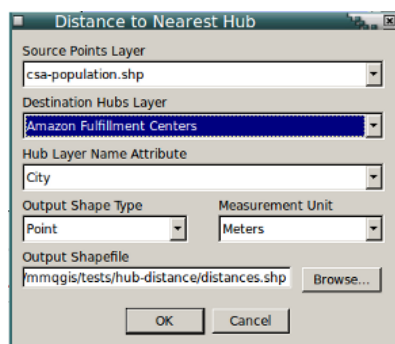 Distance to Nearest Hub
Source Points Layer
csa-population.shp
Destination Hubs Layer
Amazon Fulfillment Centers
Hub Layer Name Attribute
City
Output Shape Type Measurement Unit
Point Meters
Output Shapefile
/mmqgis/tests/hub-distance/distances.shp Browse...
OK Cancel